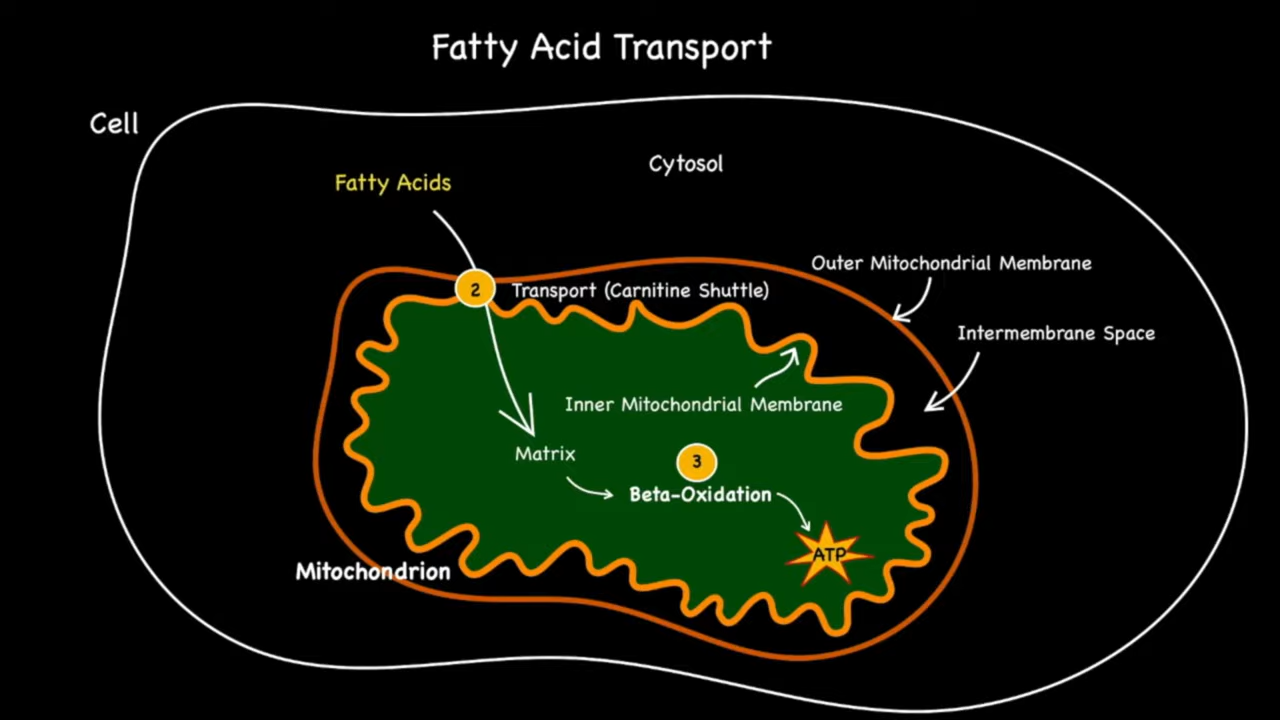 Fatty Acid Transport
Cell
Cytosol
Fatty Acids
Outer Mitochondrial Membrane
2
Transport (Carnitine Shuttle)
Intermembrane Space
Inner Mitochondrial Membrane
Matrix
3
Beta-Oxidation
ATP
Mitochondrion